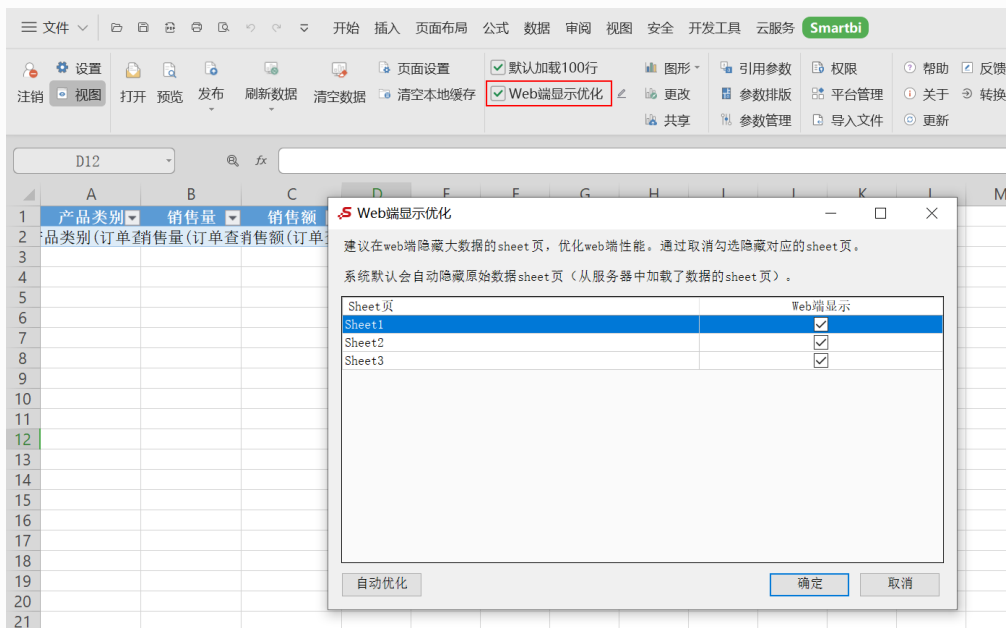 文件 开始 插入 页面布局 公式 数据 审阅 视图 安全 开发工具 云服务 Smartbi
设置 页面设置 默认加载100行 图形 引用参数 权限 帮助 反馈
注销 视图 打开 预览 发布 刷新数据 清空数据 清空本地缓存 Web端显示优化 更改 参数排版 平台管理 关于 转换
共享 参数管理 导入文件 更新
D12 fx
A B C D E F G H I J K L M
1 产品类别 销售量 销售额
2 品类别(订单查 销售量(订单查 销售额(订单
3
4
5
6
7
8
9
10
11
12
13
14
15
16
17
18
19
20
21
Web端显示优化
建议在web端隐藏大数据的sheet页，优化web端性能。通过取消勾选隐藏对应的sheet页。
系统默认会自动隐藏原始数据sheet页（从服务器中加载了数据的sheet页）。
Sheet页 Web端显示
Sheet1
Sheet2
Sheet3
自动优化 确定 取消